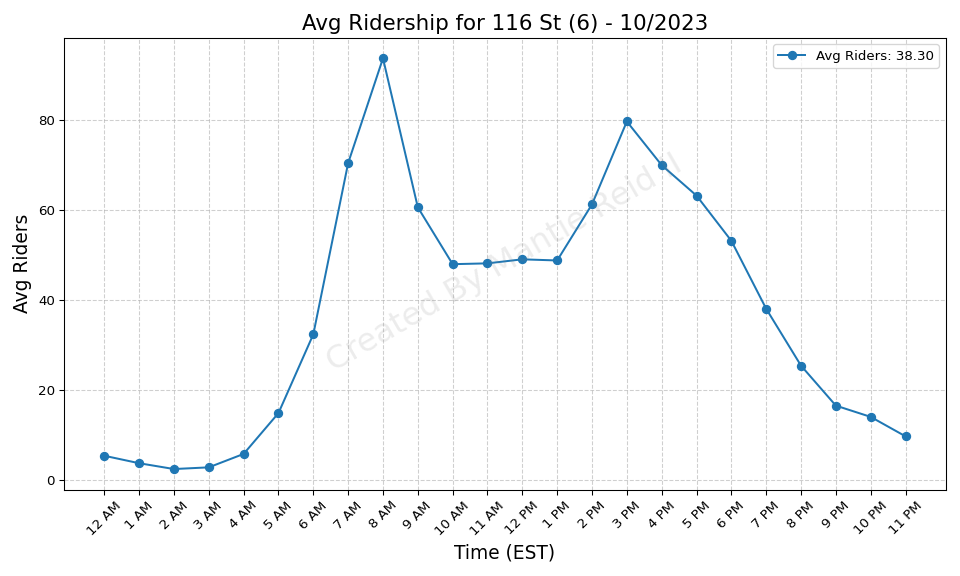 Avg Ridership for 116 St (6) - 10/2023
Avg Riders: 38.30
Avg Riders
80
60
40
20
0
Created By Mantie Reid II
12 AM
1 AM
2 AM
3 AM
4 AM
5 AM
6 AM
7 AM
8 AM
9 AM
10 AM
11 AM
12 PM
1 PM
2 PM
3 PM
4 PM
5 PM
6 PM
7 PM
8 PM
9 PM
10 PM
11 PM
Time (EST)